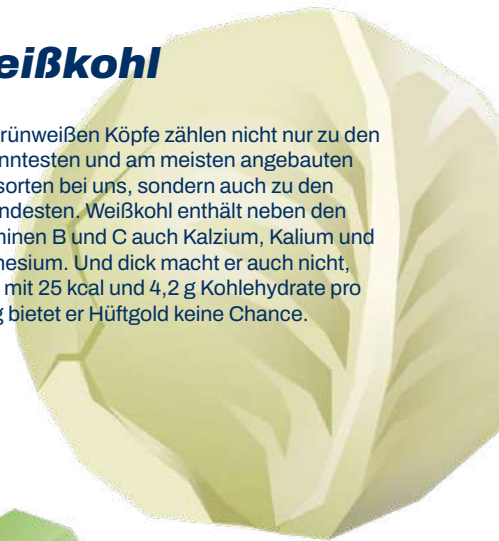 eißkohl
rünweißen Köpfe zählen nicht nur zu den
nntesten und am meisten angebauten
sorten bei uns, sondern auch zu den
ndesten. Weißkohl enthält neben den
inen B und C auch Kalzium, Kalium und
nesium. Und dick macht er auch nicht,
mit 25 kcal und 4,2 g Kohlehydrate pro
g bietet er Hüftgold keine Chance.